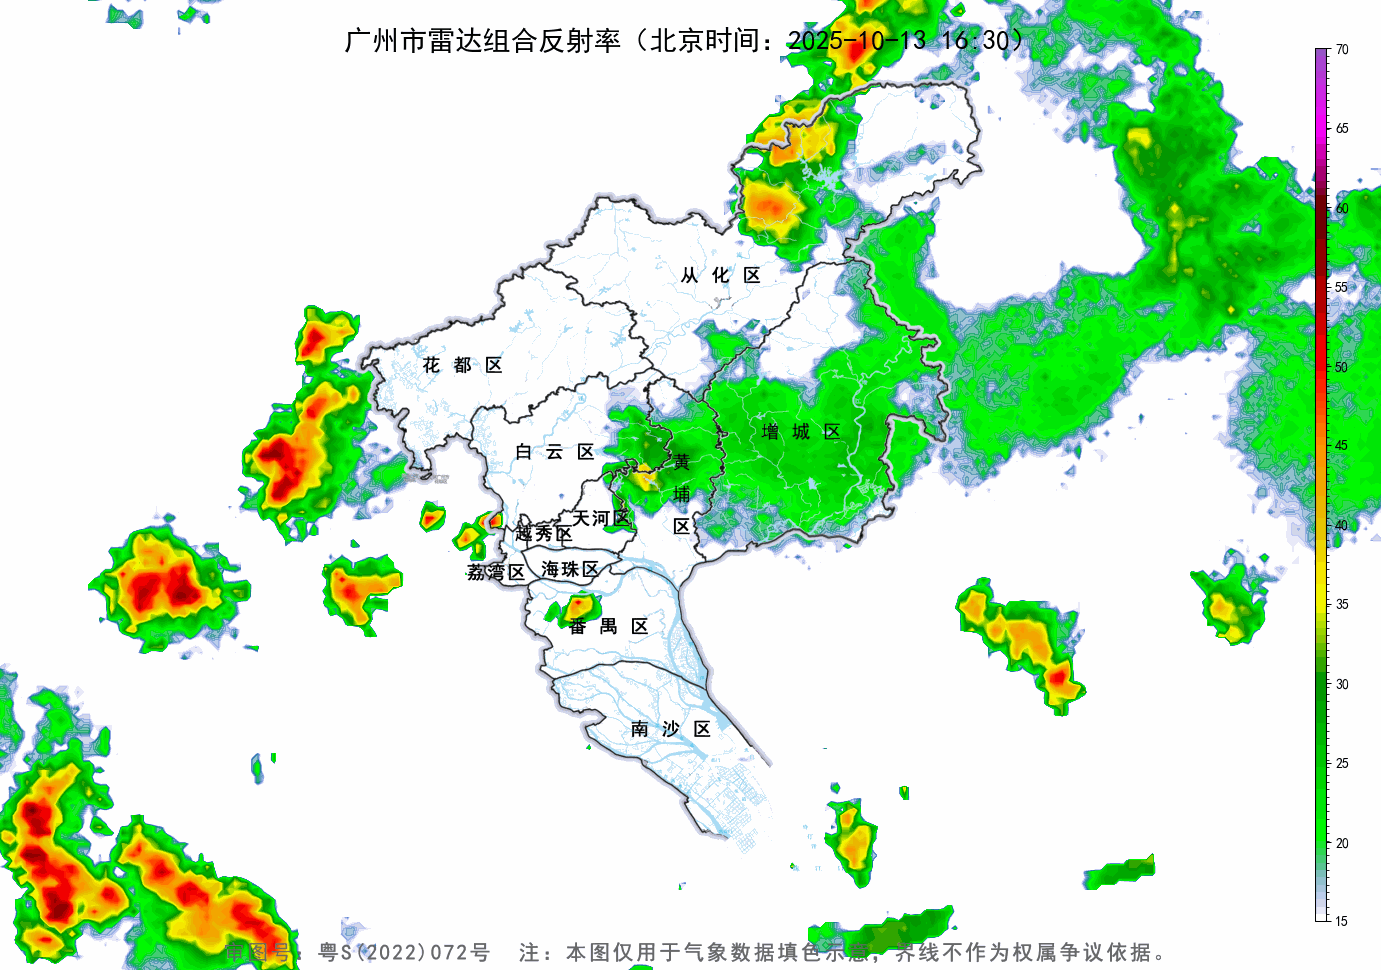 广州市雷达组合反射率（北京时间：2025-10-13 16:30）
70
65
60
55
50
45
40
35
30
25
20
15
从化区
花都区
增城区
白云区
黄埔区
天河区
越秀区
海珠区
荔湾区
番禺区
南沙区
审图号：粤S(2022)072号 注：本图仅用于气象数据填色示意，界线不作为权属争议依据。